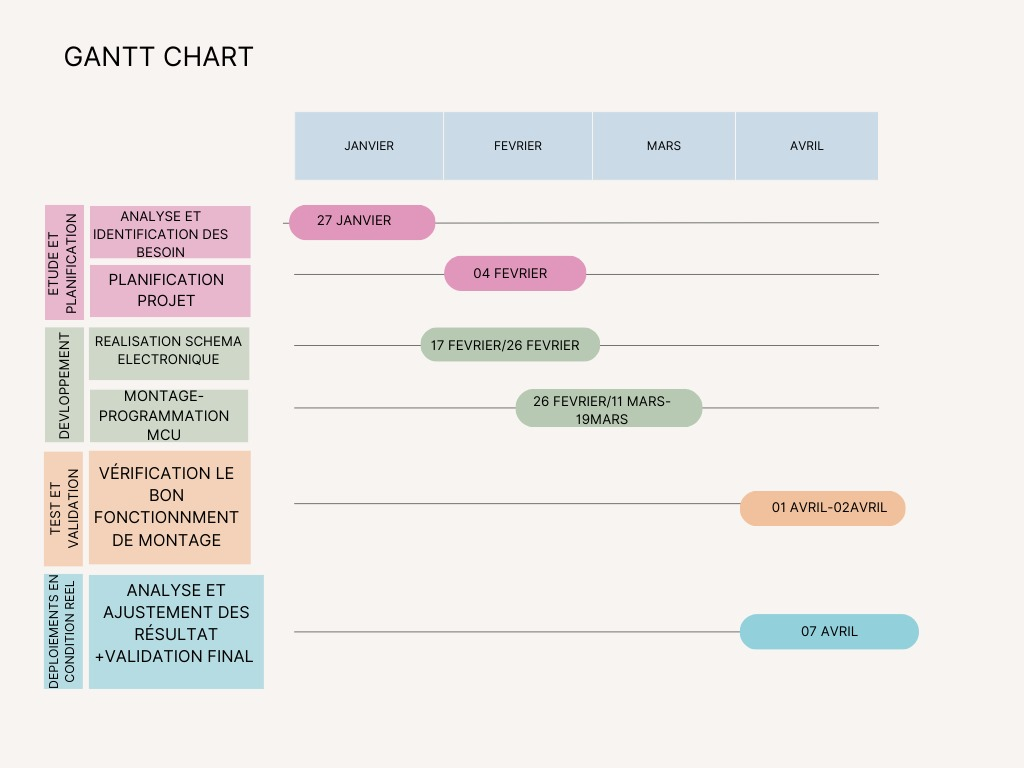 GANTT CHART
JANVIER
FEVRIER
MARS
AVRIL
ETUDE ET
PLANIFICATION
ANALYSE ET
IDENTIFICATION DES
BESOIN
27 JANVIER
PLANIFICATION
PROJET
04 FEVRIER
DEVLOPPEMENT
REALISATION SCHEMA
ELECTRONIQUE
17 FEVRIER/26 FEVRIER
MONTAGE-
PROGRAMMATION
MCU
26 FEVRIER/11 MARS-
19MARS
TEST ET
VALIDATION
VÉRIFICATION LE
BON
FONCTIONNMENT
DE MONTAGE
01 AVRIL-02AVRIL
DEPLOIEMENTS EN
CONDITION REEL
ANALYSE ET
AJUSTEMENT DES
RÉSULTAT
+VALIDATION FINAL
07 AVRIL